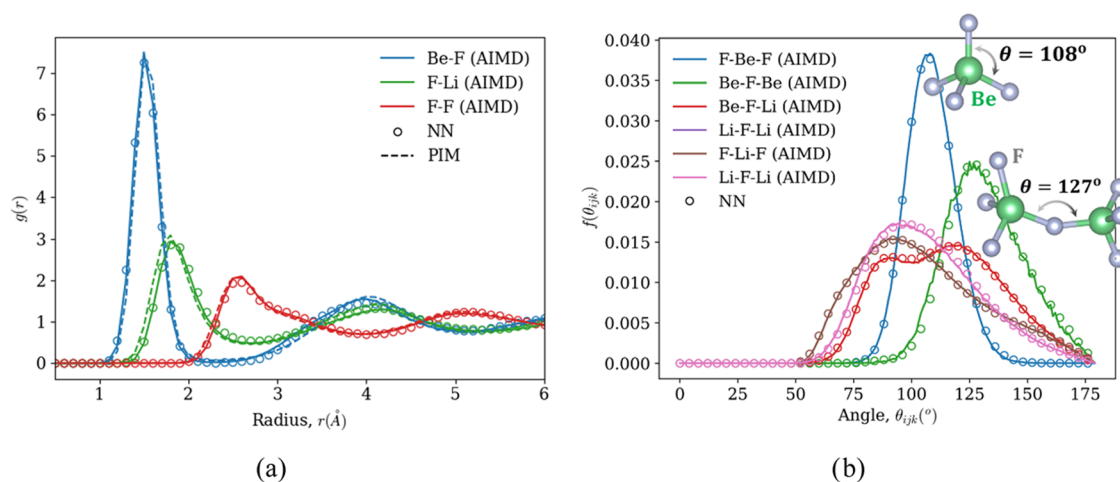 7
6
5
4
3
2
1
0
g(r)
Be-F (AIMD)
F-Li (AIMD)
F-F (AIMD)
NN
PIM
1 2 3 4 5 6
Radius, r(Å)
(a)
0.040
0.035
0.030
0.025
0.020
0.015
0.010
0.005
0.000
f(θijk)
F-Be-F (AIMD)
Be-F-Be (AIMD)
Be-F-Li (AIMD)
Li-F-Li (AIMD)
F-Li-F (AIMD)
Li-F-Li (AIMD)
NN
θ = 108°
Be
F
θ = 127°
0 25 50 75 100 125 150 175
Angle, θijk(°)
(b)